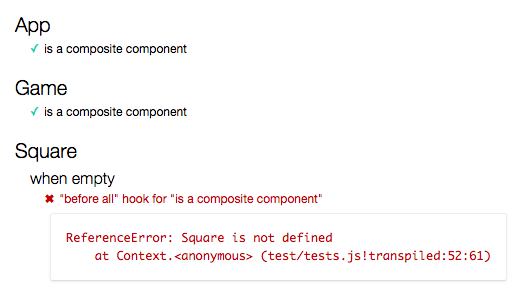 App
✓ is a composite component
Game
✓ is a composite component
Square
when empty
✖ "before all" hook for "is a composite component"
ReferenceError: Square is not defined
at Context.<anonymous> (test/tests.js!transpiled:52:61)